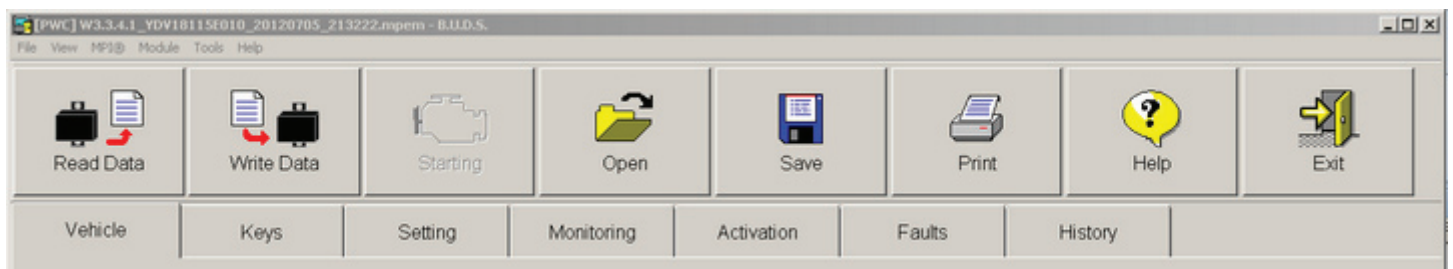 [PWC] W3.3.4.1_YDV18115E010_20120705_213222.mpem - B.U.D.S.
File View MPI® Module Tools Help
Read Data Write Data Starting Open Save Print Help Exit
Vehicle Keys Setting Monitoring Activation Faults History